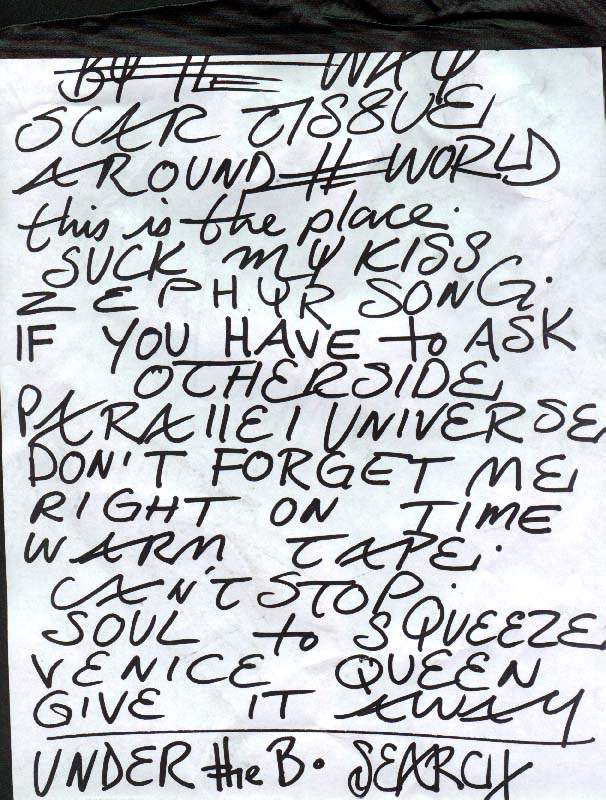 BY THE WAY
SCAR TISSUE
AROUND THE WORLD
this is the place.
SUCK MY KISS
ZEPHYR SONG.
IF YOU HAVE to ASK
OTHERSIDE
PARAllEl UNIVERSE
DON'T FORGET ME
RIGHT ON TIME
WARM TAPE.
CAN'T STOP.
SOUL to SQUEEZE
VENICE QUEEN
GIVE IT AWAY
UNDER the B. SEARCH